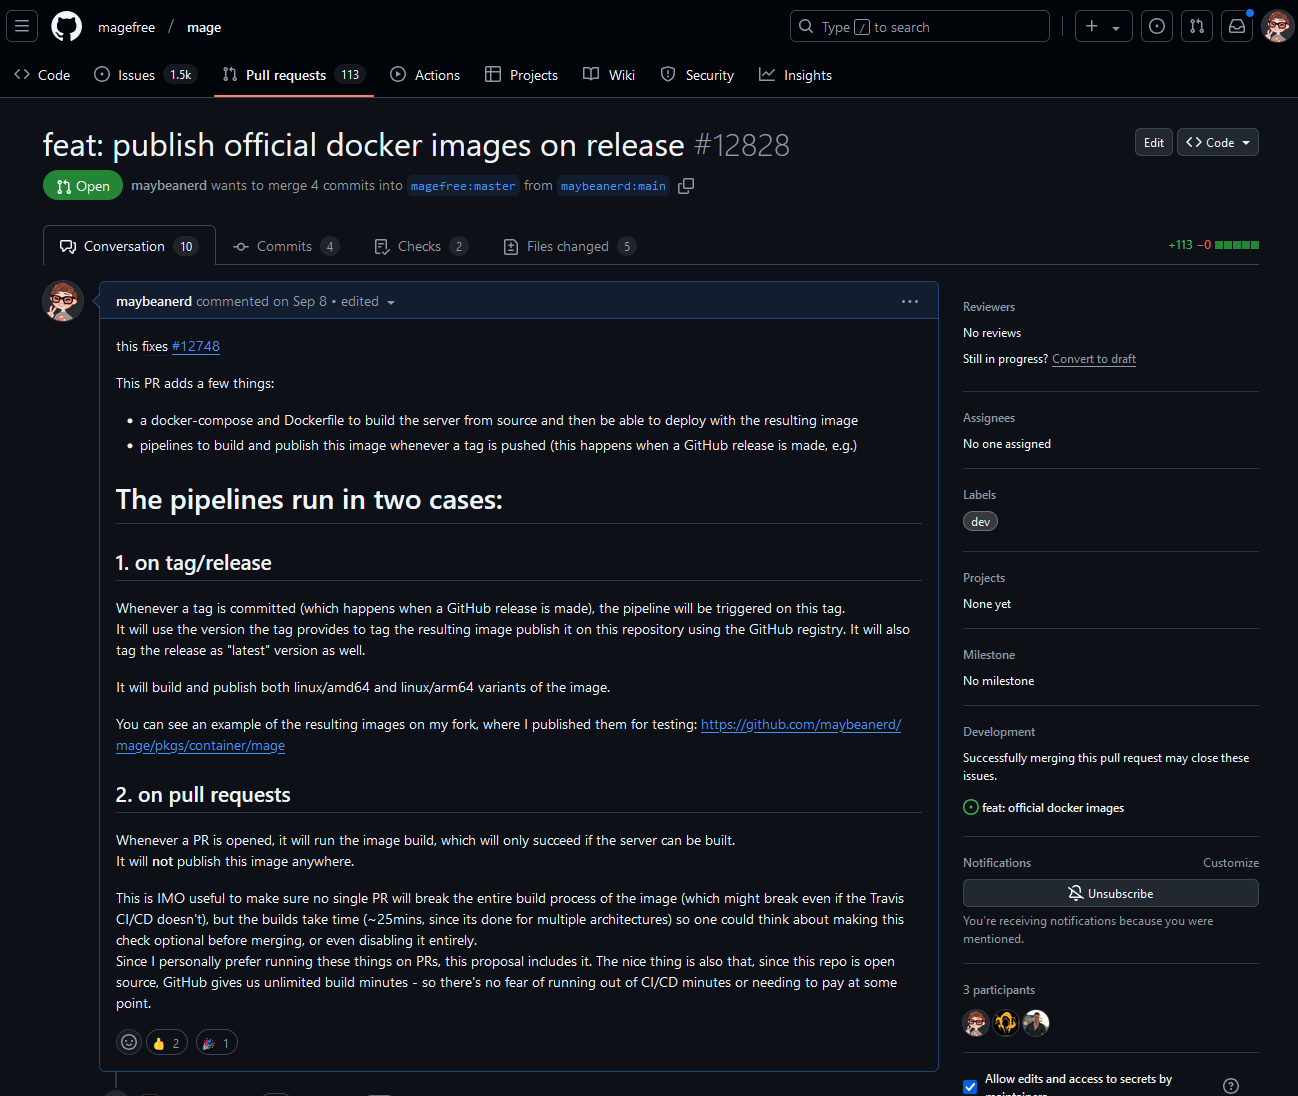 magefree / mage
Type / to search
Code
Issues 1.5k
Pull requests 113
Actions
Projects
Wiki
Security
Insights
feat: publish official docker images on release #12828
Edit
Code
Open
maybeanerd wants to merge 4 commits into magefree:master from maybeanerd:main
Conversation 10
Commits 4
Checks 2
Files changed 5
+113 −0
maybeanerd commented on Sep 8 • edited
this fixes #12748
This PR adds a few things:
• a docker-compose and Dockerfile to build the server from source and then be able to deploy with the resulting image
• pipelines to build and publish this image whenever a tag is pushed (this happens when a GitHub release is made, e.g.)
The pipelines run in two cases:
1. on tag/release
Whenever a tag is committed (which happens when a GitHub release is made), the pipeline will be triggered on this tag.
It will use the version the tag provides to tag the resulting image publish it on this repository using the GitHub registry. It will also
tag the release as "latest" version as well.
It will build and publish both linux/amd64 and linux/arm64 variants of the image.
You can see an example of the resulting images on my fork, where I published them for testing: https://github.com/maybeanerd/
mage/pkgs/container/mage
2. on pull requests
Whenever a PR is opened, it will run the image build, which will only succeed if the server can be built.
It will not publish this image anywhere.
This is IMO useful to make sure no single PR will break the entire build process of the image (which might break even if the Travis
CI/CD doesn't), but the builds take time (~25mins, since its done for multiple architectures) so one could think about making this
check optional before merging, or even disabling it entirely.
Since I personally prefer running these things on PRs, this proposal includes it. The nice thing is also that, since this repo is open
source, GitHub gives us unlimited build minutes - so there's no fear of running out of CI/CD minutes or needing to pay at some
point.
👍 2
🎉 1
Reviewers
No reviews
Still in progress? Convert to draft
Assignees
No one assigned
Labels
dev
Projects
None yet
Milestone
No milestone
Development
Successfully merging this pull request may close these
issues.
feat: official docker images
Notifications
Customize
Unsubscribe
You're receiving notifications because you were
mentioned.
3 participants
Allow edits and access to secrets by
maintainers